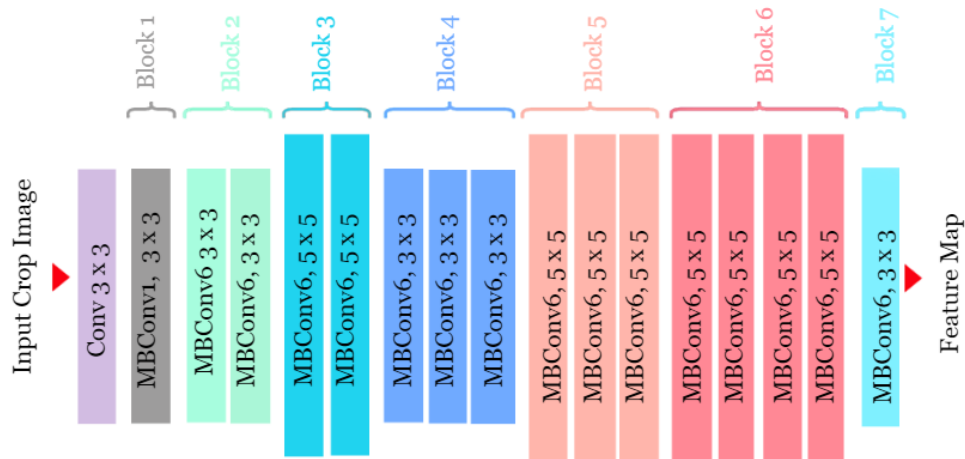 Block 1
Block 2
Block 3
Block 4
Block 5
Block 6
Block 7
Input Crop Image
Conv 3 x 3
MBConv1, 3 x 3
MBConv6 3 x 3
MBConv6, 3 x 3
MBConv6, 5 x 5
MBConv6, 5 x 5
MBConv6, 3 x 3
MBConv6, 3 x 3
MBConv6, 3 x 3
MBConv6, 5 x 5
MBConv6, 5 x 5
MBConv6, 5 x 5
MBConv6, 5 x 5
MBConv6, 5 x 5
MBConv6, 5 x 5
MBConv6, 5 x 5
MBConv6, 3 x 3
Feature Map